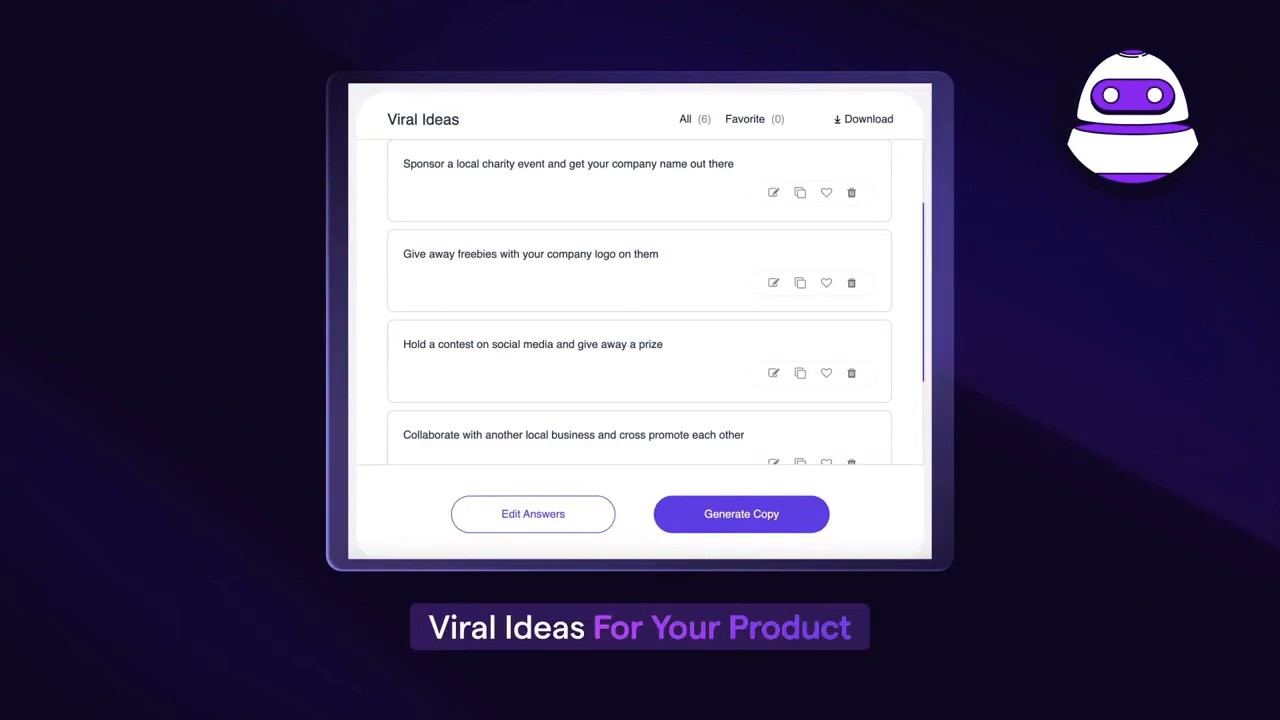 Viral Ideas All (6) Favorite (0) Download
Sponsor a local charity event and get your company name out there
Give away freebies with your company logo on them
Hold a contest on social media and give away a prize
Collaborate with another local business and cross promote each other
Edit Answers Generate Copy
Viral Ideas For Your Product